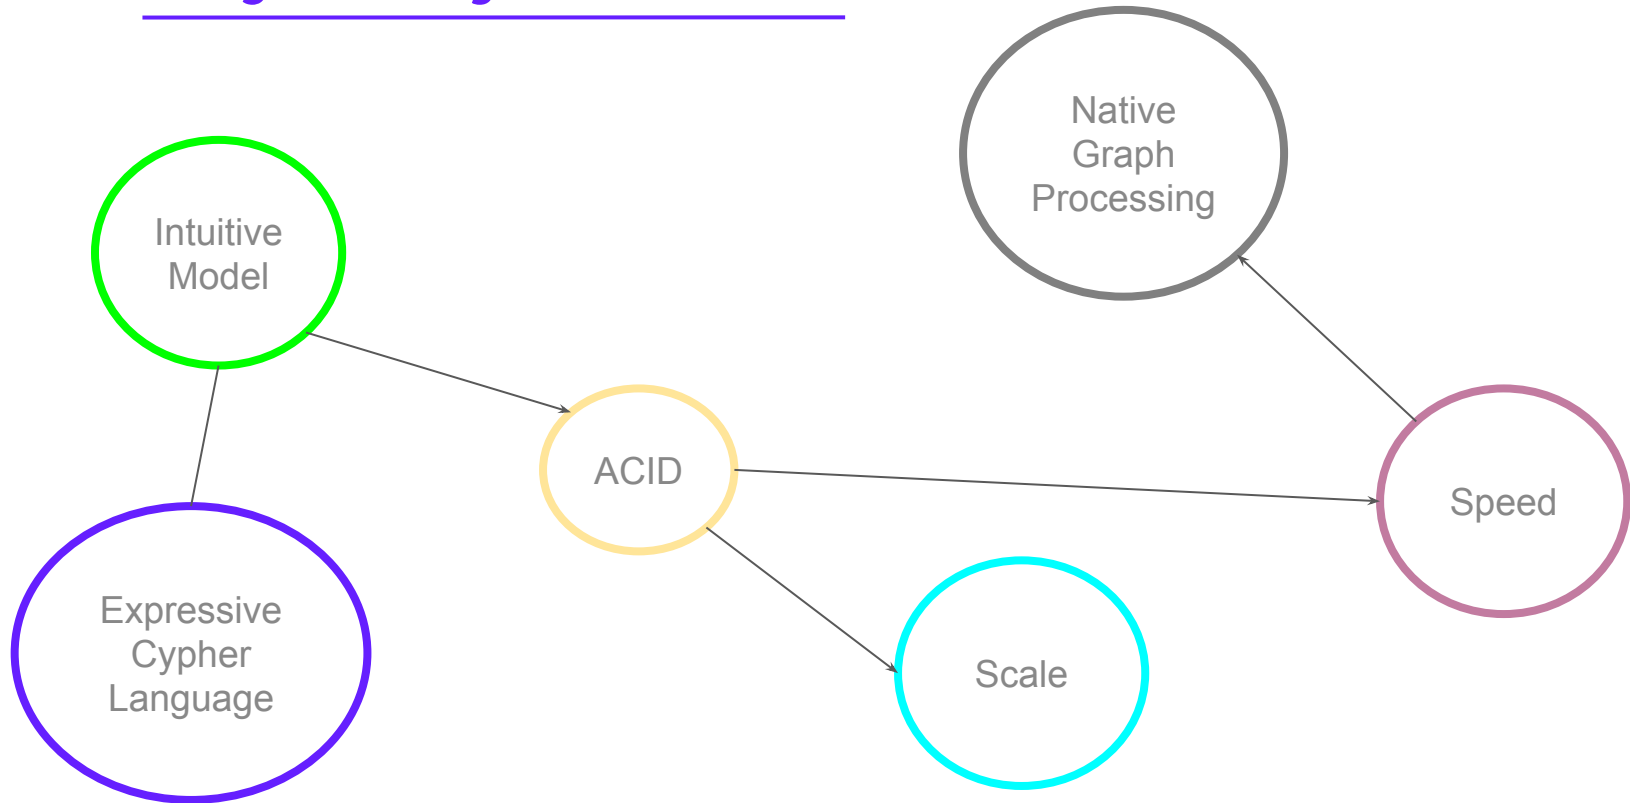 Native
Graph
Processing
Intuitive
Model
ACID
Speed
Expressive
Cypher
Language
Scale